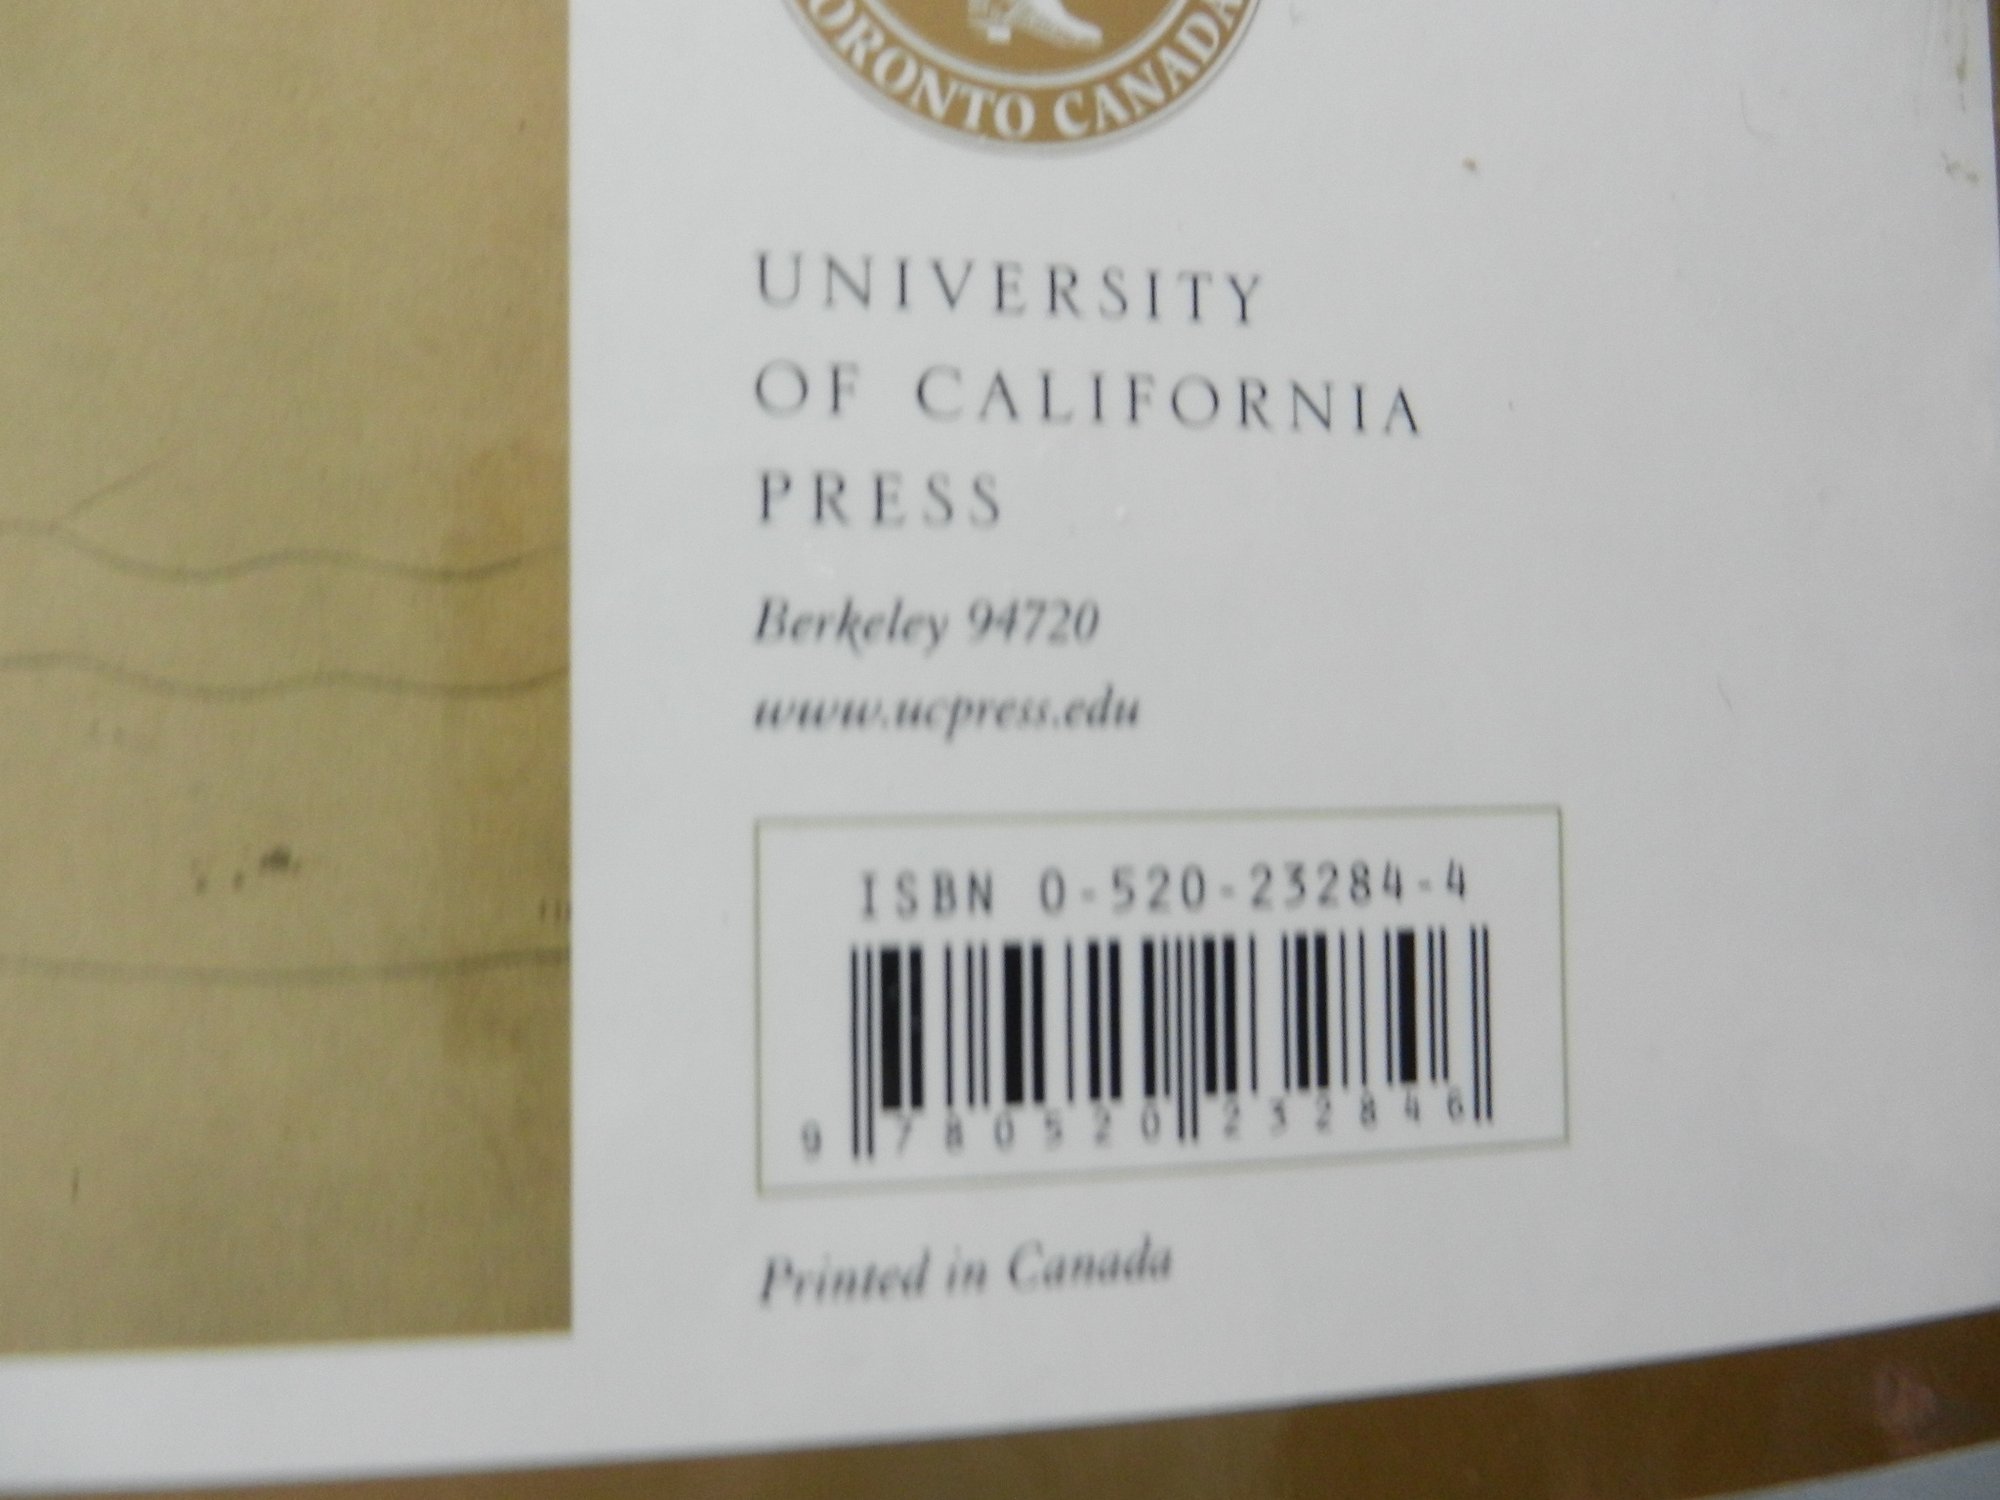 ORONTO CANADA
UNIVERSITY
OF CALIFORNIA
PRESS
Berkeley 94720
www.ucpress.edu
ISBN 0-520-23284-4
9 780520 232846
Printed in Canada